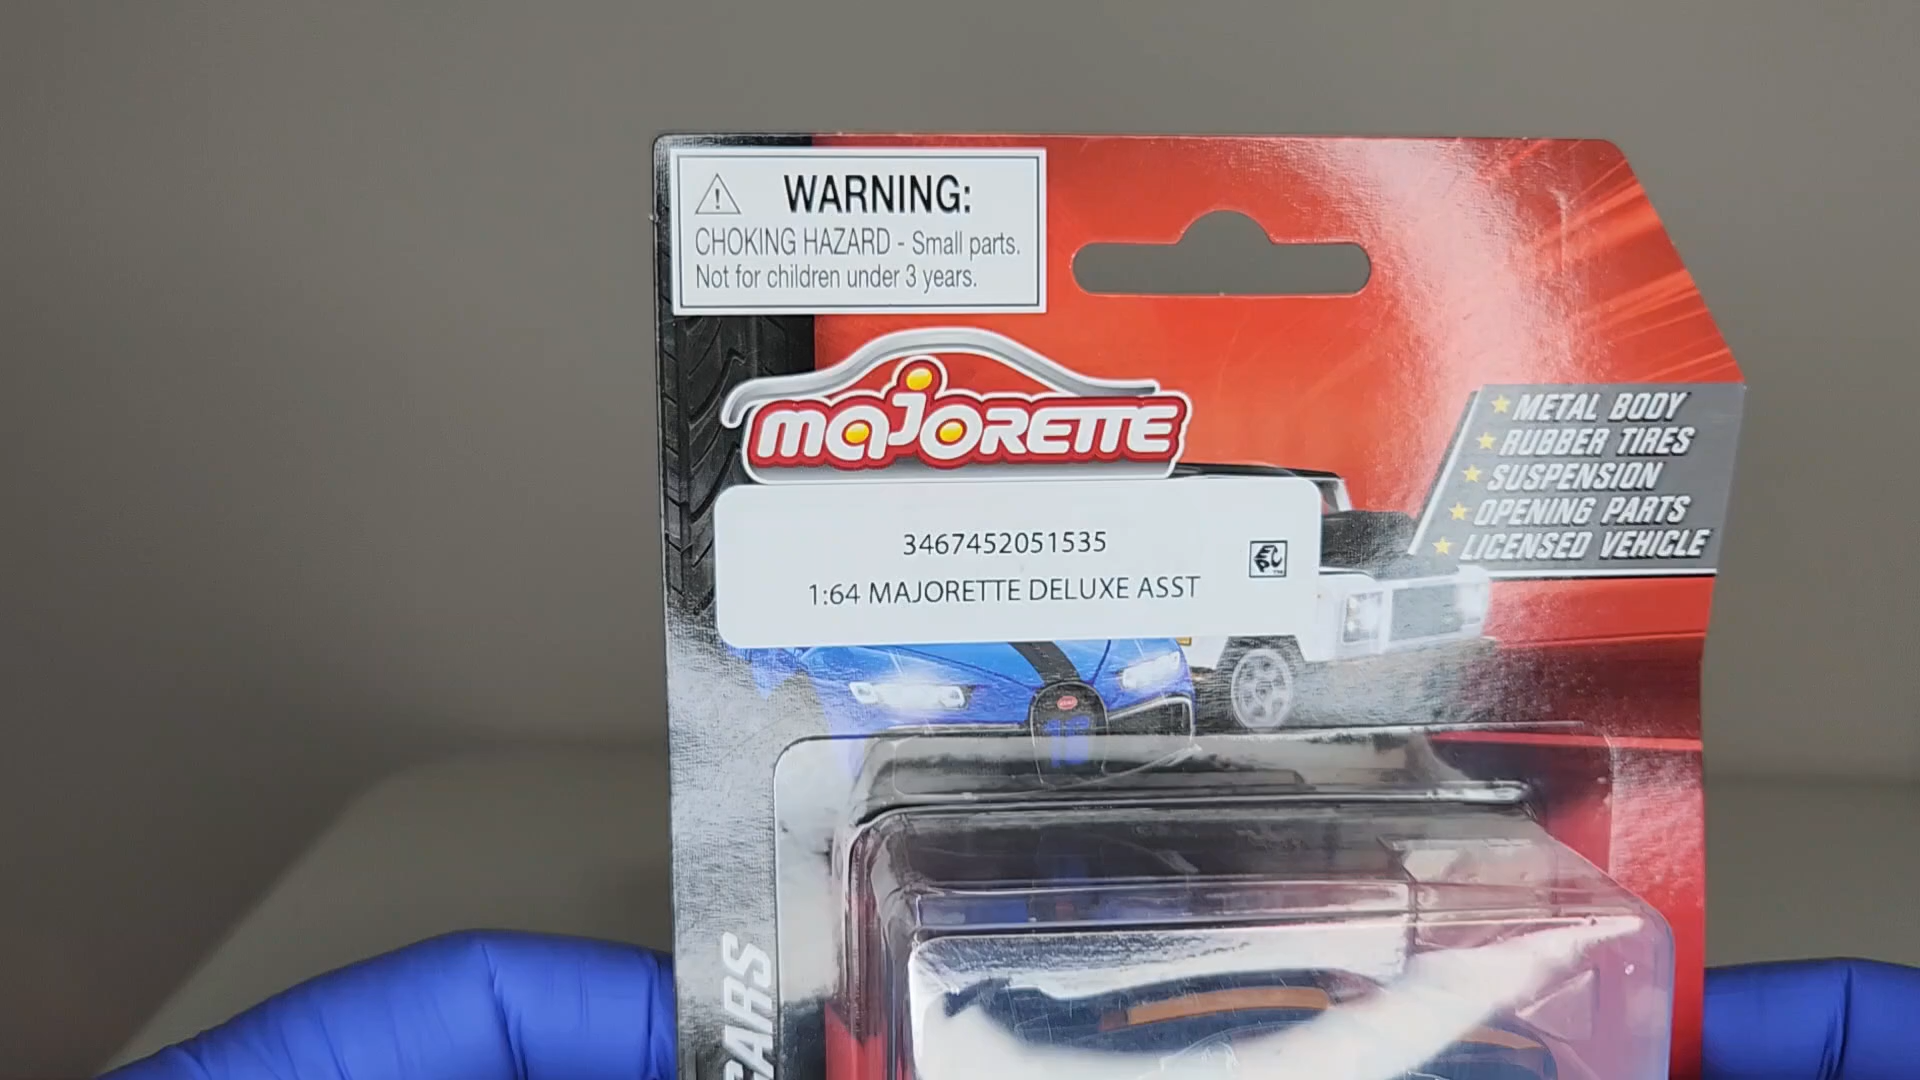 WARNING:
CHOKING HAZARD - Small parts.
Not for children under 3 years.
majorette
METAL BODY
RUBBER TIRES
SUSPENSION
OPENING PARTS
LICENSED VEHICLE
3467452051535
1:64 MAJORETTE DELUXE ASST
CARS